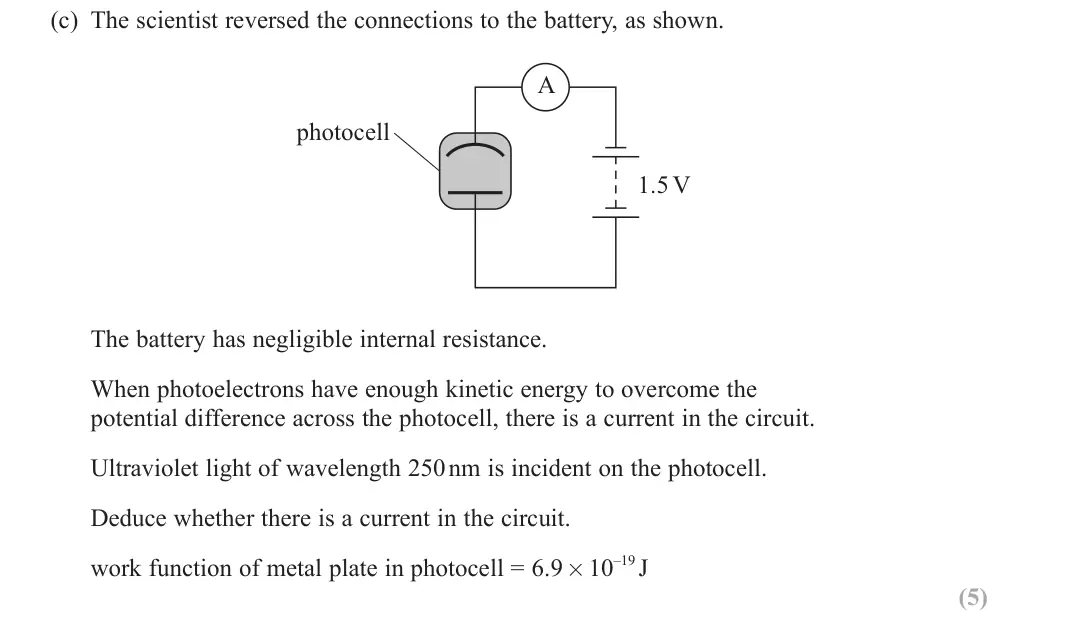 (c) The scientist reversed the connections to the battery, as shown.
A
photocell
1.5 V
The battery has negligible internal resistance.
When photoelectrons have enough kinetic energy to overcome the
potential difference across the photocell, there is a current in the circuit.
Ultraviolet light of wavelength 250 nm is incident on the photocell.
Deduce whether there is a current in the circuit.
work function of metal plate in photocell = 6.9 × 10⁻¹⁹ J
(5)